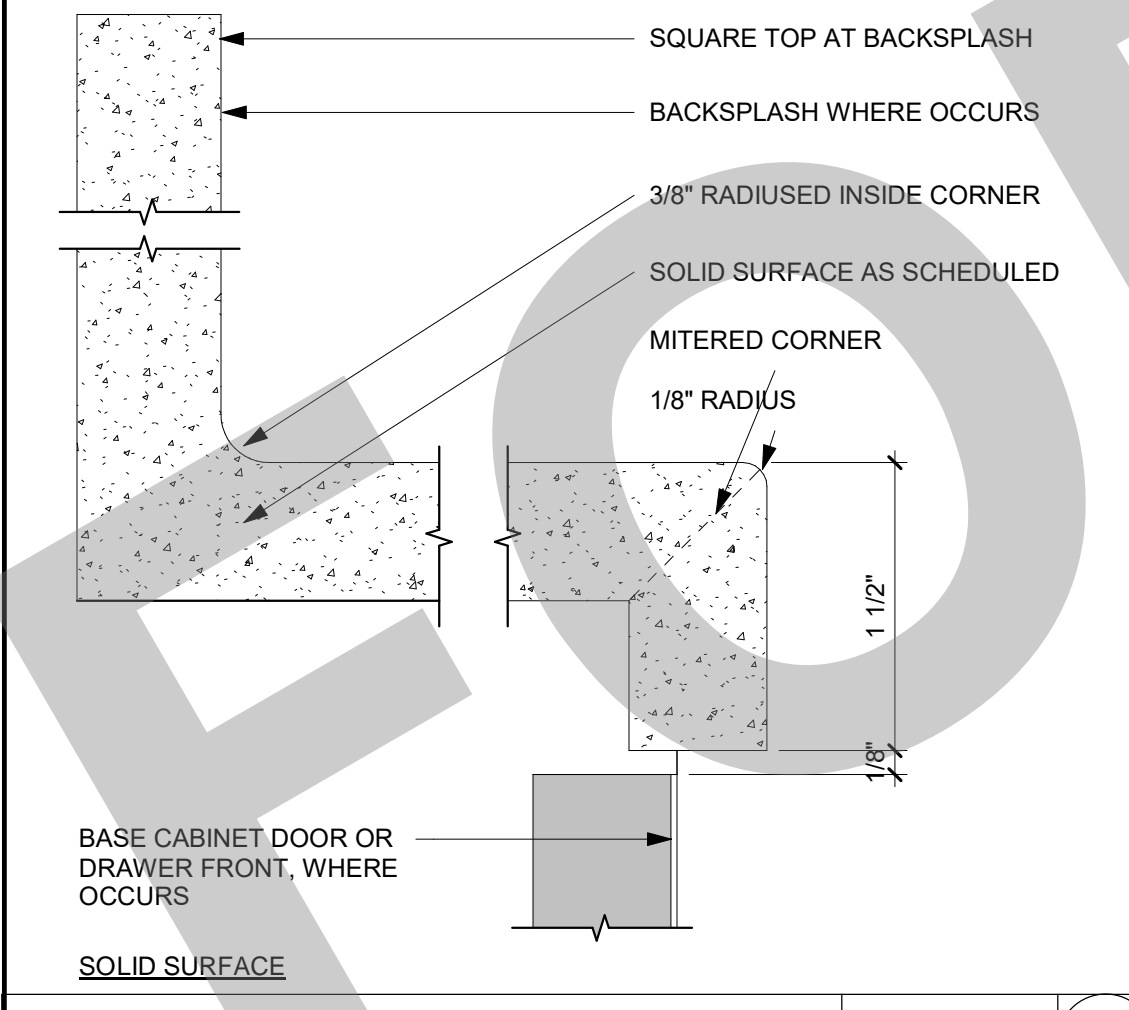 SQUARE TOP AT BACKSPLASH
BACKSPLASH WHERE OCCURS
3/8" RADIUSED INSIDE CORNER
SOLID SURFACE AS SCHEDULED
MITERED CORNER
1/8" RADIUS
1 1/2"
1/8"
BASE CABINET DOOR OR
DRAWER FRONT, WHERE
OCCURS
SOLID SURFACE
FO